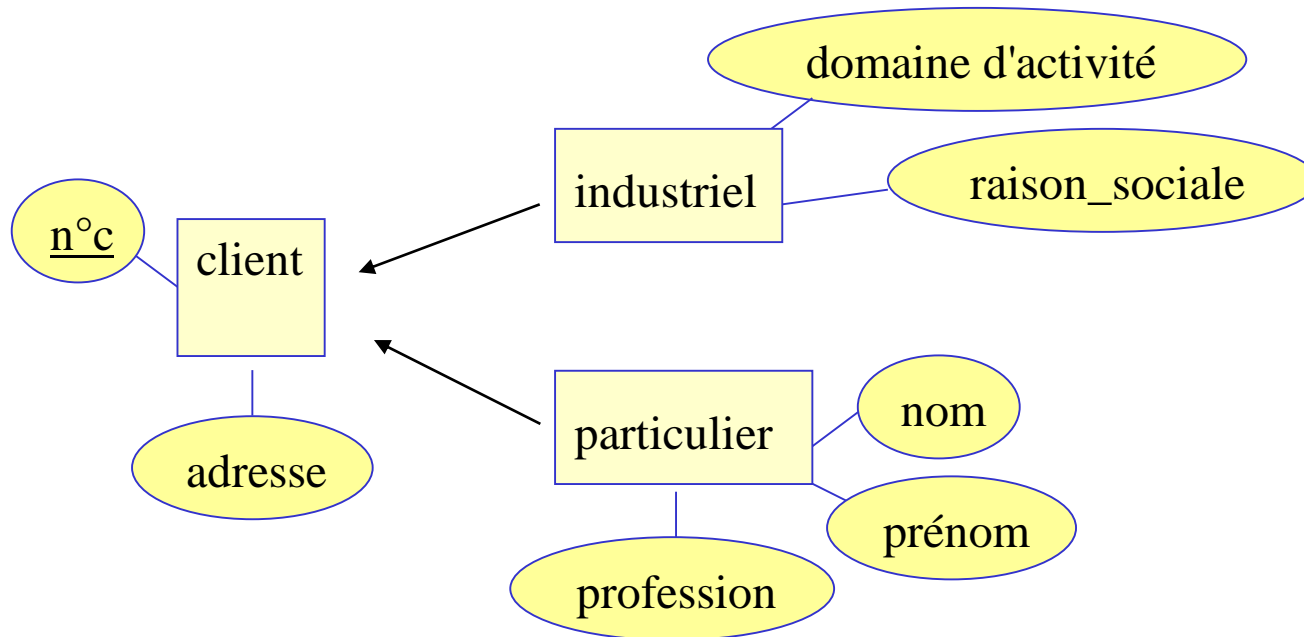 domaine d'activité
industriel
raison_sociale
n°c
client
nom
particulier
adresse
prénom
profession